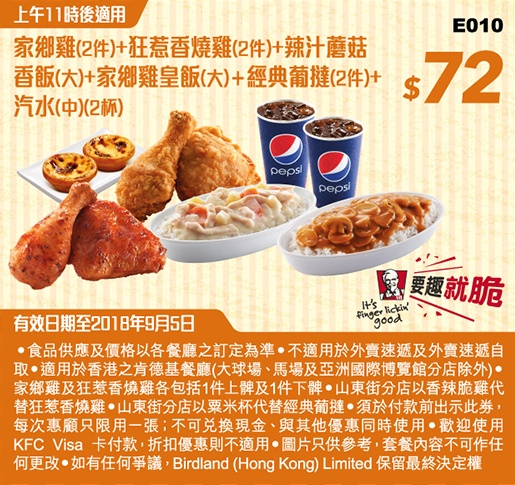 上午11時後適用
E010
家鄉雞(2件)+狂惹香燒雞(2件)+辣汁蘑菇
香飯(大)+家鄉雞皇飯(大)+經典葡撻(2件)+
汽水(中)(2杯)
$72
pepsi
pepsi
KFC
It's
finger lickin'
good
要趣就脆
有效日期至2018年9月5日
●食品供應及價格以各餐廳之訂定為準●不適用於外賣速遞及外賣速遞自
取●適用於香港之肯德基餐廳(大球場、馬場及亞洲國際博覽館分店除外)●
家鄉雞及狂惹香燒雞各包括1件上髀及1件下髀●山東街分店以香辣脆雞代
替狂惹香燒雞●山東街分店以粟米杯代替經典葡撻●須於付款前出示此券，
每次惠顧只限用一張；不可兌換現金、與其他優惠同時使用●歡迎使用
KFC Visa 卡付款，折扣優惠則不適用●圖片只供參考，套餐內容不可作任
何更改●如有任何爭議，Birdland (Hong Kong) Limited 保留最終決定權